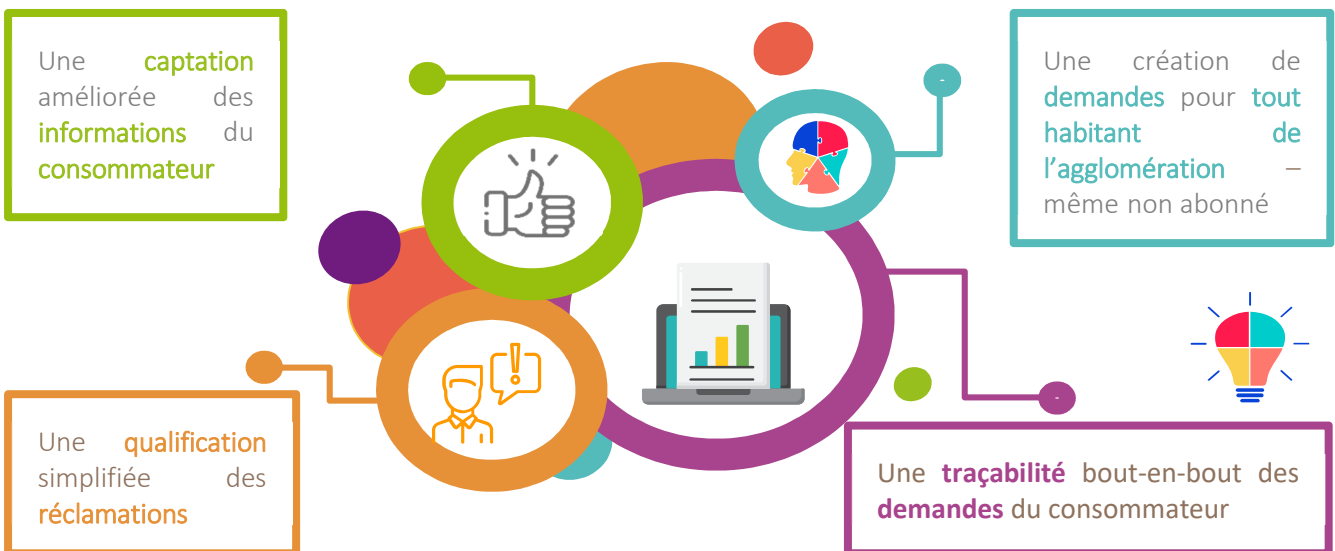 Une captation
améliorée des
informations du
consommateur
Une création de
demandes pour tout
habitant de
l’agglomération –
même non abonné
Une qualification
simplifiée des
réclamations
Une traçabilité bout-en-bout des
demandes du consommateur